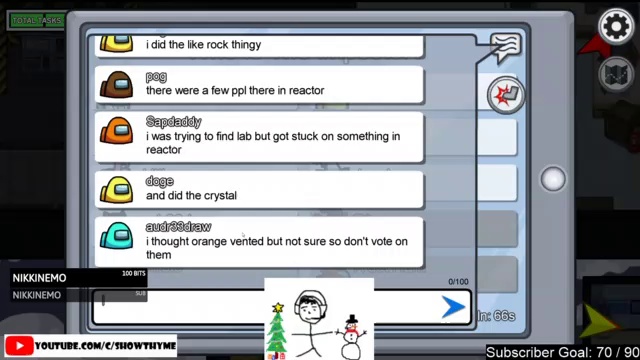 TOTAL TASKS
i did the like rock thingy
pog
there were a few ppl there in reactor
Sapdaddy
i was trying to find lab but got stuck on something in
reactor
doge
and did the crystal
audr33draw
i thought orange vented but not sure so don't vote on
them
0/100
In: 66s
NIKKINEMO
100 BITS
NIKKINEMO
SUB
YOUTUBE.COM/C/SHOWTHYME
Subscriber Goal: 70 / 90